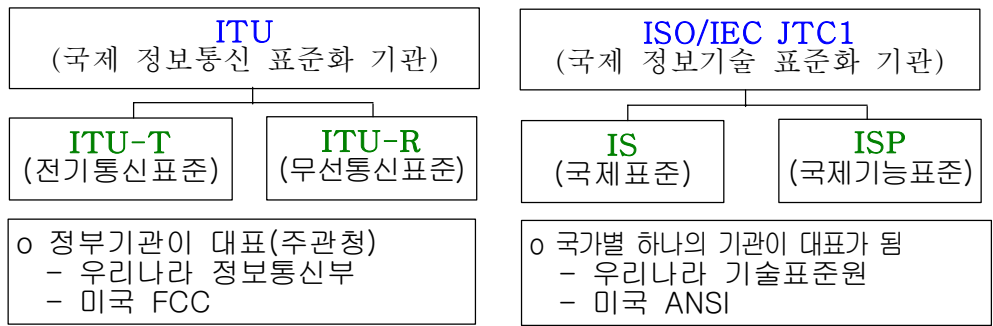 ITU
(국제 정보통신 표준화 기관)
ITU-T
(전기통신표준)
ITU-R
(무선통신표준)
o 정부기관이 대표(주관청)
- 우리나라 정보통신부
- 미국 FCC
ISO/IEC JTC1
(국제 정보기술 표준화 기관)
IS
(국제표준)
ISP
(국제기능표준)
o 국가별 하나의 기관이 대표가 됨
- 우리나라 기술표준원
- 미국 ANSI